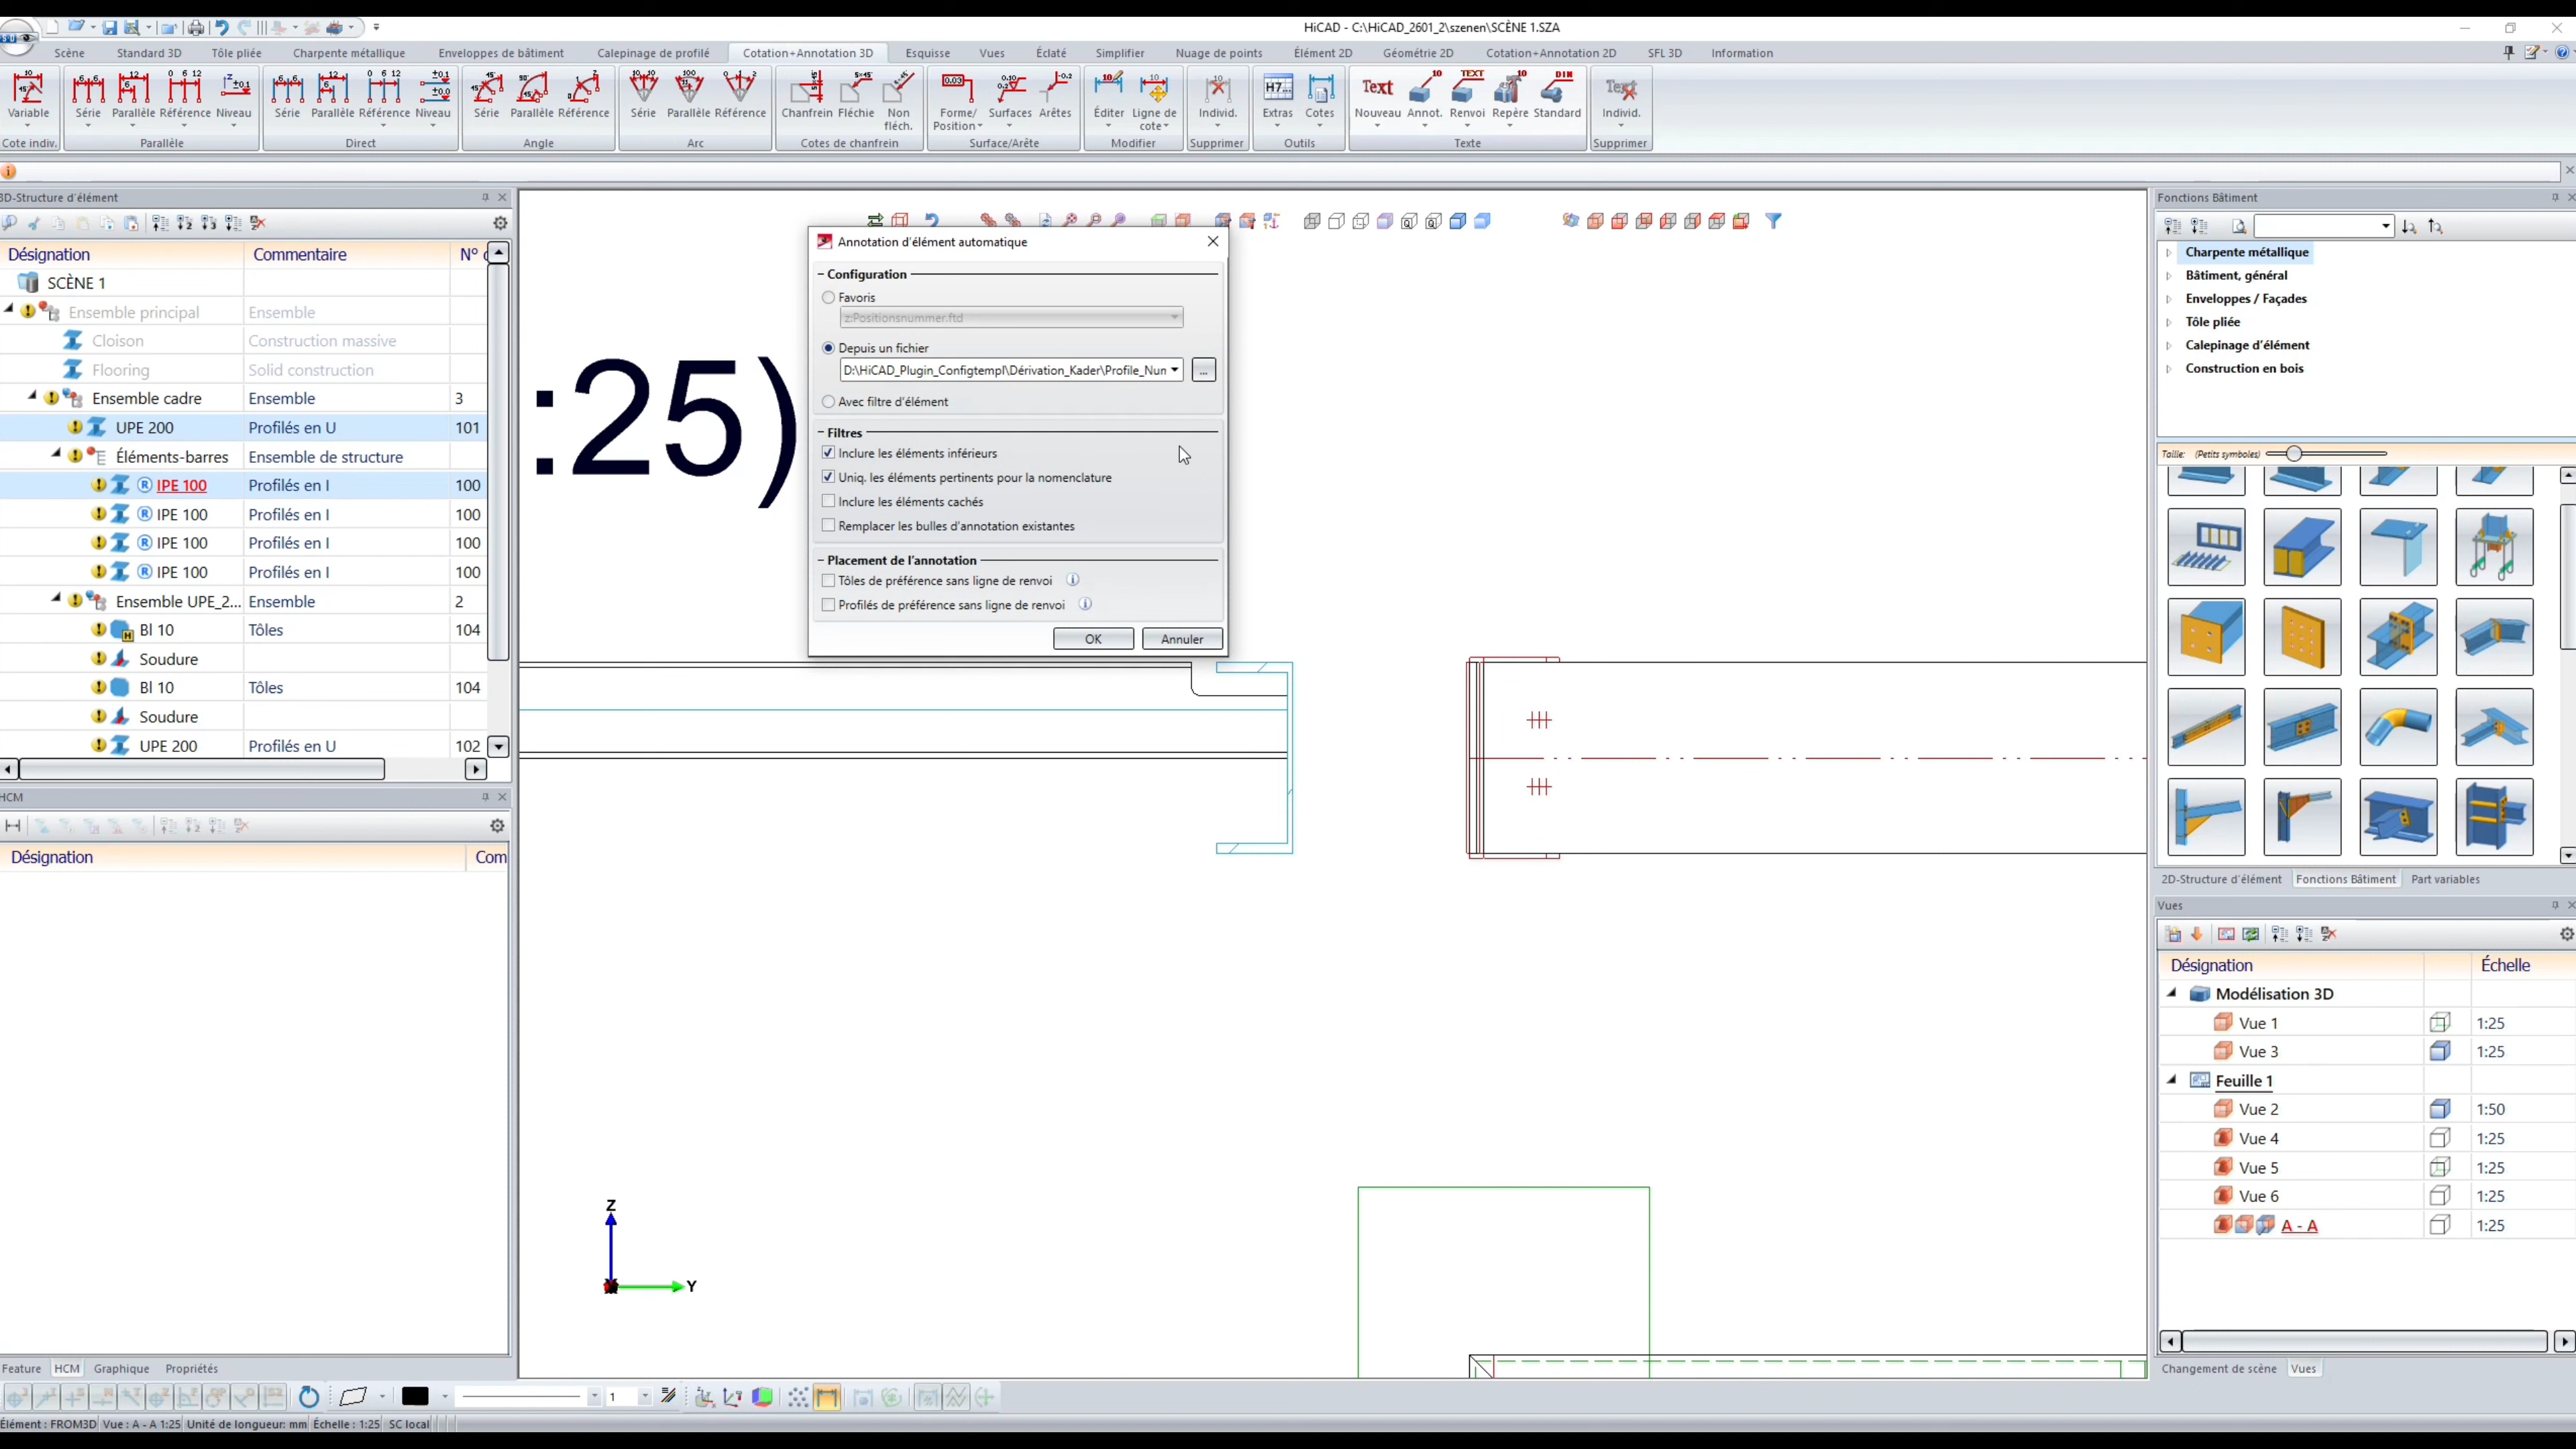 HiCAD - C:\HiCAD_2601_2\szenen\SCÈNE 1.SZA
Scène Standard 3D Tôle pliée Charpente métallique Enveloppes de bâtiment Calepinage de profilé Cotation+Annotation 3D Esquisse Vues Éclaté Simplifier Nuage de points Élément 2D Géométrie 2D Cotation+Annotation 2D SFL 3D Information
Variable Série Parallèle Référence Niveau Série Parallèle Référence Niveau Série Parallèle Référence Série Parallèle Référence Chanfrein Fléchie Non fléch. Forme/ Position Surfaces Arêtes Éditer Ligne de cote Individ. Extras Cotes Nouveau Annot. Renvoi Repère Standard Individ.
Cote indiv. Parallèle Direct Angle Arc Cotes de chanfrein Surface/Arête Modifier Supprimer Outils Texte Supprimer
3D-Structure d'élément
Désignation Commentaire N°
SCÈNE 1
Ensemble principal Ensemble
Cloison Construction massive
Flooring Solid construction
Ensemble cadre Ensemble 3
UPE 200 Profilés en U 101
Éléments-barres Ensemble de structure
IPE 100 Profilés en I 100
IPE 100 Profilés en I 100
IPE 100 Profilés en I 100
IPE 100 Profilés en I 100
Ensemble UPE_2... Ensemble 2
Bl 10 Tôles 104
Soudure
Bl 10 Tôles 104
Soudure
UPE 200 Profilés en U 102
HCM
Désignation Com
Feature HCM Graphique Propriétés
:25)
Annotation d'élément automatique
Configuration
Favoris
z:Positionsnummer.ftd
Depuis un fichier
D:\HiCAD_Plugin_Configtempl\Dérivation_Kader\Profile_Nun
...
Avec filtre d'élément
Filtres
Inclure les éléments inférieurs
Uniq. les éléments pertinents pour la nomenclature
Inclure les éléments cachés
Remplacer les bulles d'annotation existantes
Placement de l'annotation
Tôles de préférence sans ligne de renvoi
Profilés de préférence sans ligne de renvoi
OK Annuler
Z
Y
Fonctions Bâtiment
Charpente métallique
Bâtiment, général
Enveloppes / Façades
Tôle pliée
Calepinage d'élément
Construction en bois
Taille: (Petits symboles)
2D-Structure d'élément Fonctions Bâtiment Part variables
Vues
Désignation Échelle
Modélisation 3D
Vue 1 1:25
Vue 3 1:25
Feuille 1
Vue 2 1:50
Vue 4 1:25
Vue 5 1:25
Vue 6 1:25
A - A 1:25
Changement de scène Vues
1
Élément : FROM3D Vue : A - A 1:25 Unité de longueur: mm Échelle : 1:25 SC local